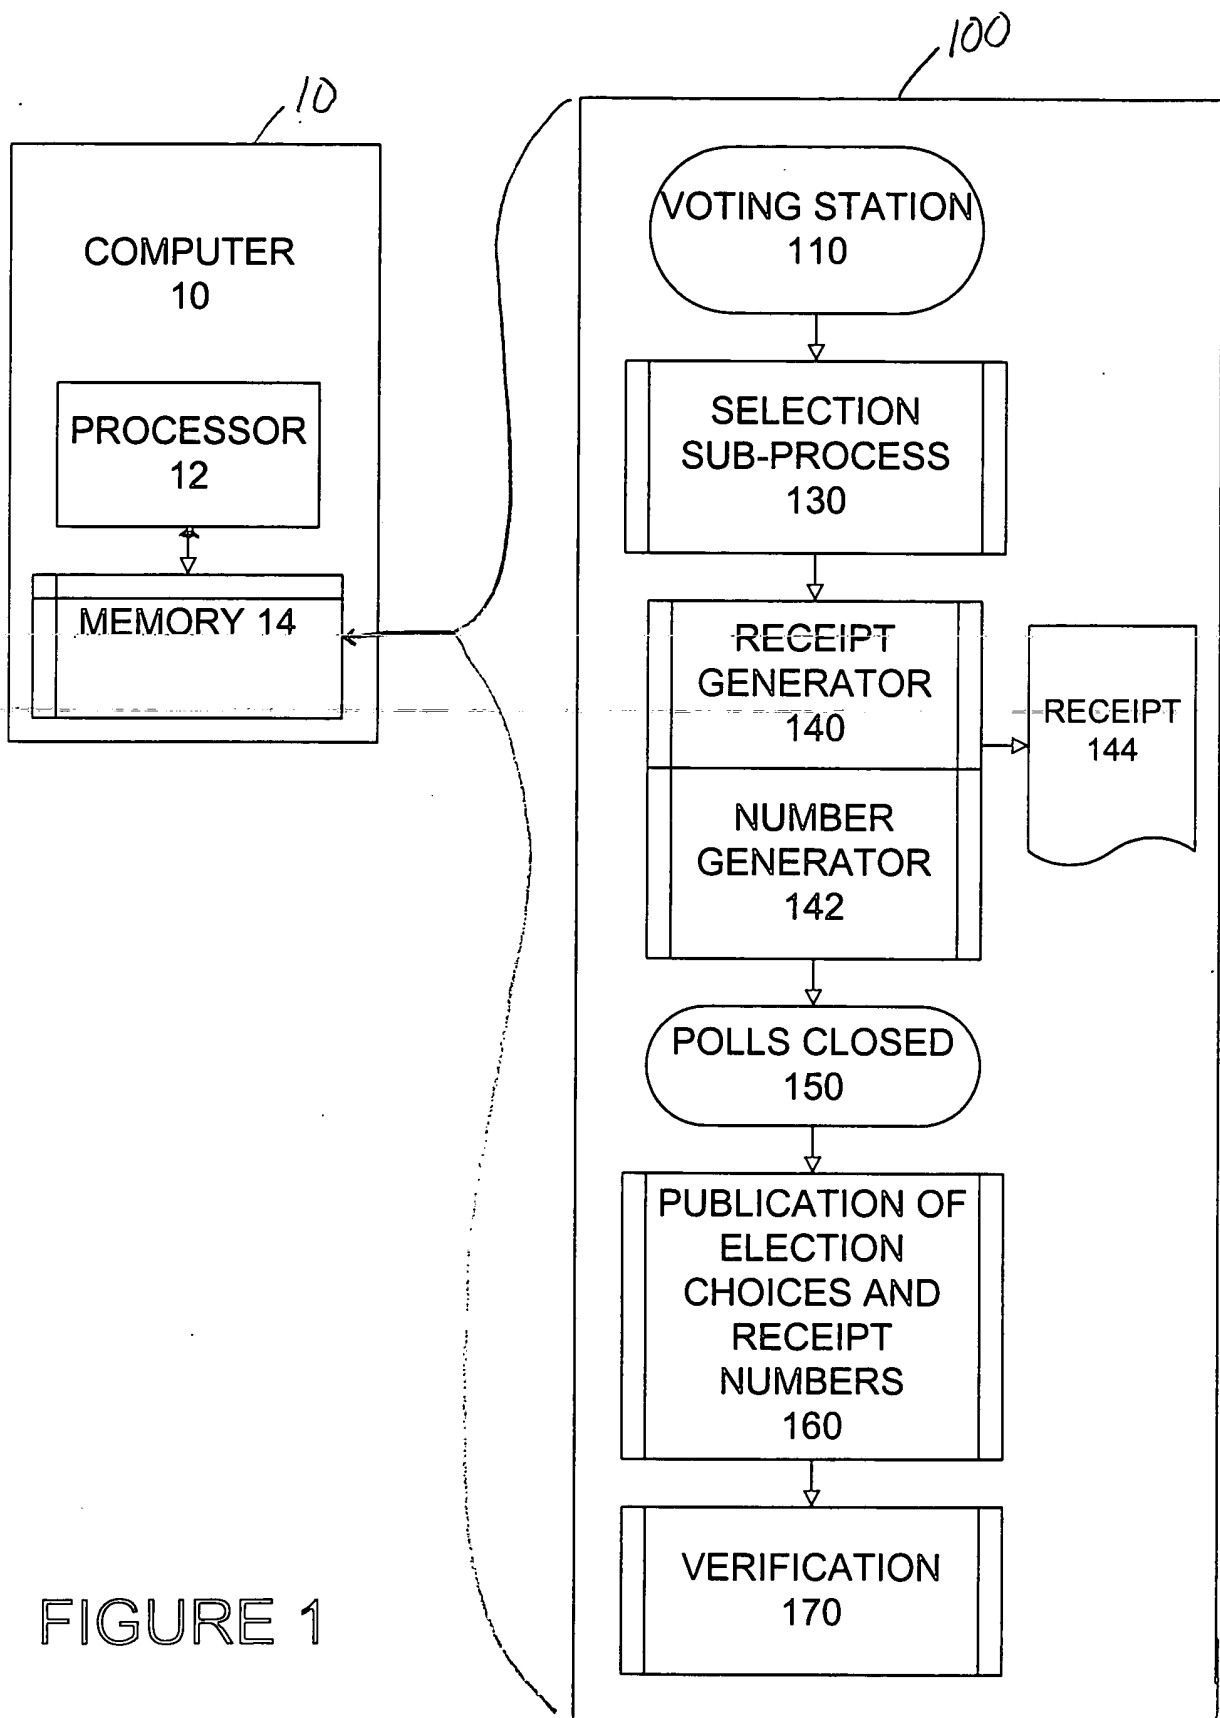 100
10
COMPUTER
10
PROCESSOR
12
MEMORY 14
VOTING STATION
110
SELECTION
SUB-PROCESS
130
RECEIPT
GENERATOR
140
NUMBER
GENERATOR
142
RECEIPT
144
POLLS CLOSED
150
PUBLICATION OF
ELECTION
CHOICES AND
RECEIPT
NUMBERS
160
VERIFICATION
170
FIGURE 1